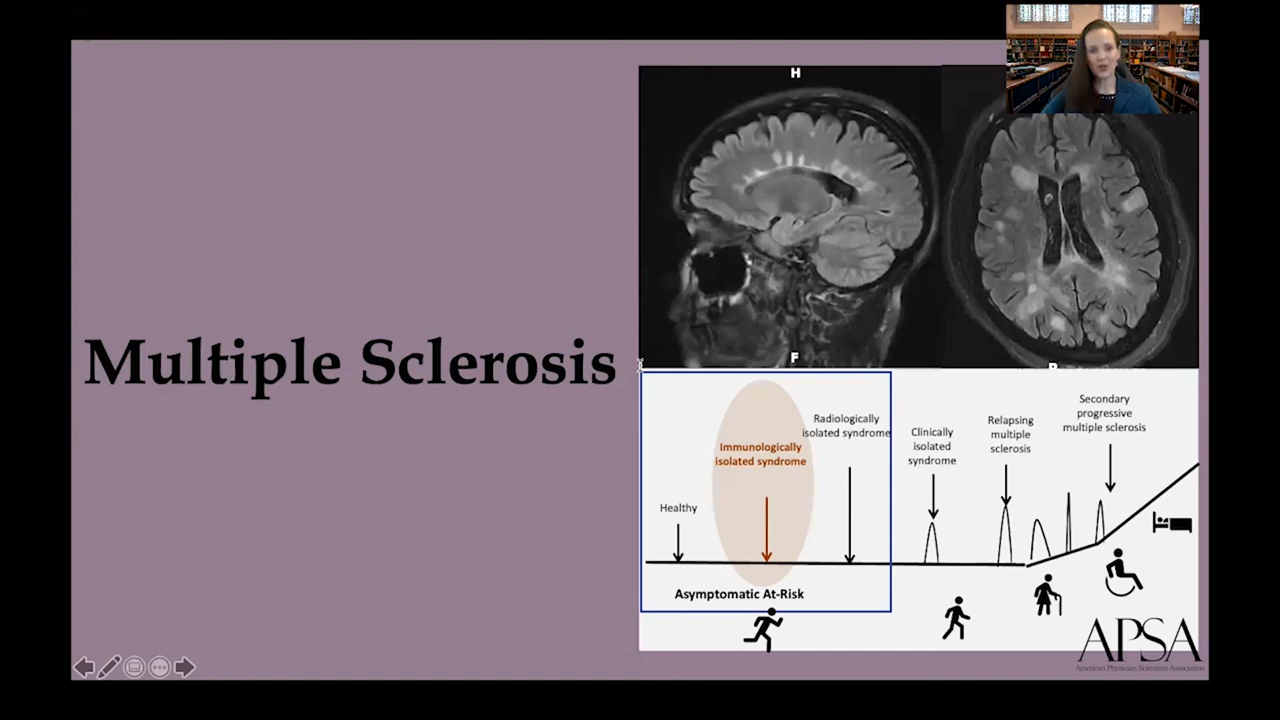 H
Multiple Sclerosis
F
Radiologically
isolated syndrome
Immunologically
isolated syndrome
Healthy
Asymptomatic At-Risk
Clinically
isolated
syndrome
Relapsing
multiple
sclerosis
Secondary
progressive
multiple sclerosis
APSA
American Physician Scientists Association